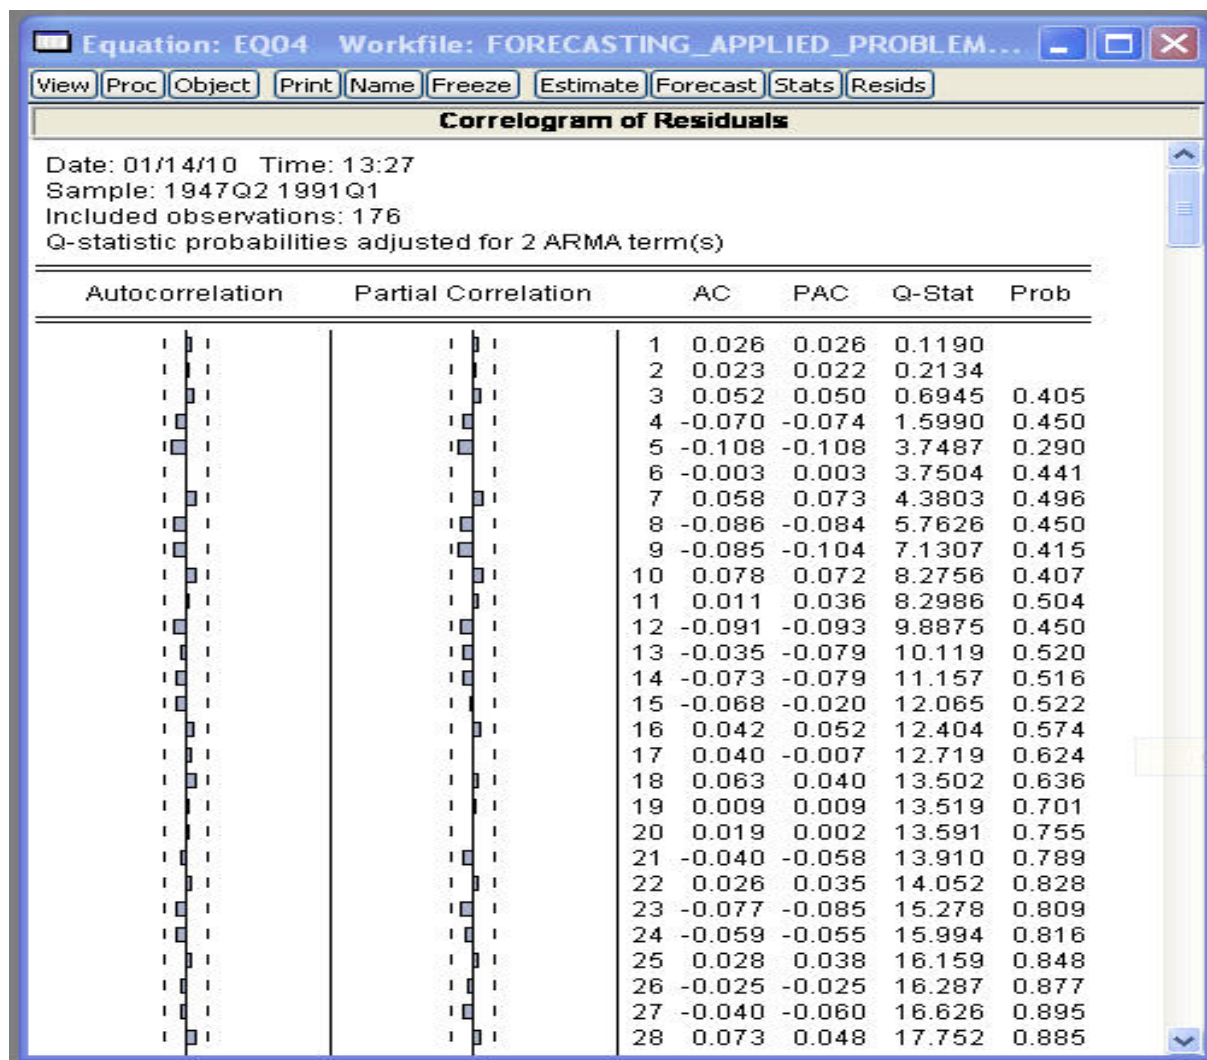 Equation: EQ04 Workfile: FORECASTING_APPLIED_PROBLEM...
View Proc Object Print Name Freeze Estimate Forecast Stats Resids
Correlogram of Residuals
Date: 01/14/10 Time: 13:27
Sample: 1947Q2 1991Q1
Included observations: 176
Q-statistic probabilities adjusted for 2 ARMA term(s)
Autocorrelation Partial Correlation AC PAC Q-Stat Prob
1 0.026 0.026 0.1190
2 0.023 0.022 0.2134
3 0.052 0.050 0.6945 0.405
4 -0.070 -0.074 1.5990 0.450
5 -0.108 -0.108 3.7487 0.290
6 -0.003 0.003 3.7504 0.441
7 0.058 0.073 4.3803 0.496
8 -0.086 -0.084 5.7626 0.450
9 -0.085 -0.104 7.1307 0.415
10 0.078 0.072 8.2756 0.407
11 0.011 0.036 8.2986 0.504
12 -0.091 -0.093 9.8875 0.450
13 -0.035 -0.079 10.119 0.520
14 -0.073 -0.079 11.157 0.516
15 -0.068 -0.020 12.065 0.522
16 0.042 0.052 12.404 0.574
17 0.040 -0.007 12.719 0.624
18 0.063 0.040 13.502 0.636
19 0.009 0.009 13.519 0.701
20 0.019 0.002 13.591 0.755
21 -0.040 -0.058 13.910 0.789
22 0.026 0.035 14.052 0.828
23 -0.077 -0.085 15.278 0.809
24 -0.059 -0.055 15.994 0.816
25 0.028 0.038 16.159 0.848
26 -0.025 -0.025 16.287 0.877
27 -0.040 -0.060 16.626 0.895
28 0.073 0.048 17.752 0.885